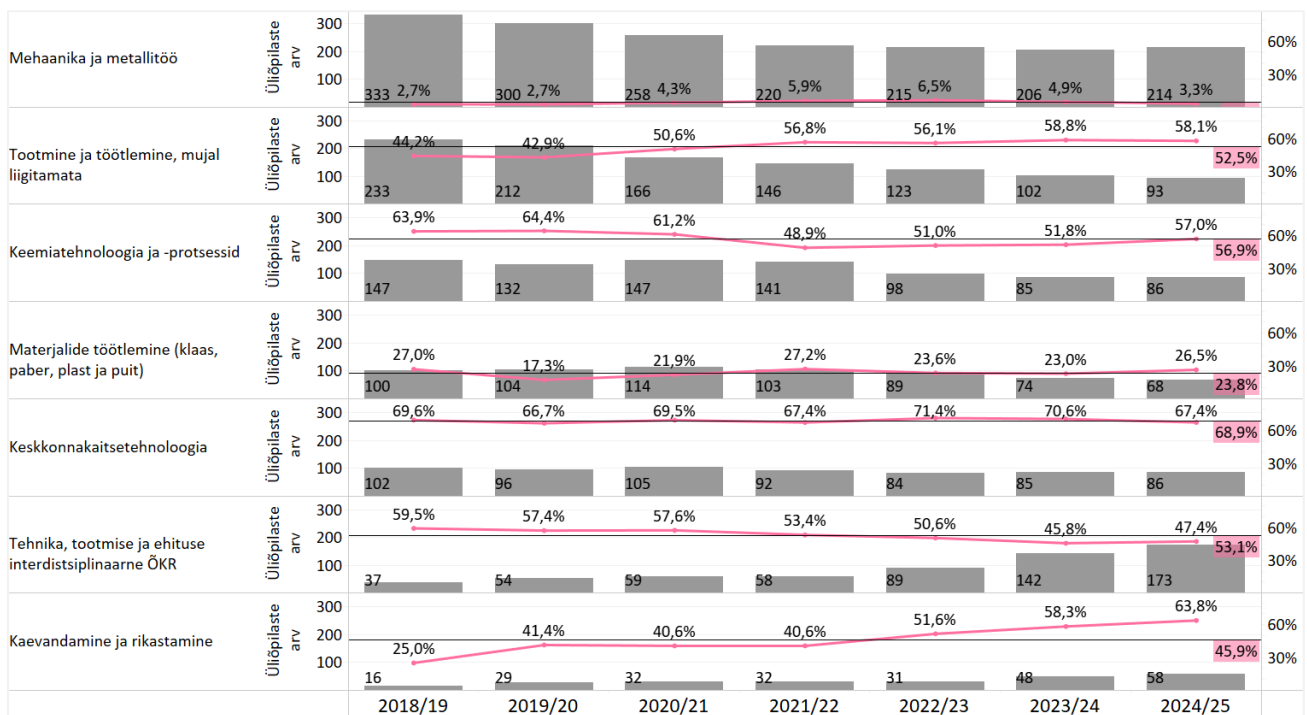 Mehaanika ja metallitöö
Üliõpilaste
arv
300
200
100
333 2,7% 300 2,7% 258 4,3% 220 5,9% 215 6,5% 206 4,9% 214 3,3%
60%
30%
Tootmine ja töötlemine, mujal
liigitamata
Üliõpilaste
arv
300
200
100
44,2% 42,9% 50,6% 56,8% 56,1% 58,8% 58,1%
233 212 166 146 123 102 93
52,5%
60%
30%
Keemiatehnoloogia ja -protsessid
Üliõpilaste
arv
300
200
100
63,9% 64,4% 61,2% 48,9% 51,0% 51,8% 57,0%
147 132 147 141 98 85 86
56,9%
60%
30%
Materjalide töötlemine (klaas,
paber, plast ja puit)
Üliõpilaste
arv
300
200
100
27,0% 17,3% 21,9% 27,2% 23,6% 23,0% 26,5%
100 104 114 103 89 74 68
23,8%
60%
30%
Keskkonnakaitsetehnoloogia
Üliõpilaste
arv
300
200
100
69,6% 66,7% 69,5% 67,4% 71,4% 70,6% 67,4%
102 96 105 92 84 85 86
68,9%
60%
30%
Tehnika, tootmise ja ehituse
interdistsiplinaarne ÕKR
Üliõpilaste
arv
300
200
100
59,5% 57,4% 57,6% 53,4% 50,6% 45,8% 47,4%
37 54 59 58 89 142 173
53,1%
60%
30%
Kaevandamine ja rikastamine
Üliõpilaste
arv
300
200
100
25,0% 41,4% 40,6% 40,6% 51,6% 58,3% 63,8%
16 29 32 32 31 48 58
45,9%
60%
30%
2018/19 2019/20 2020/21 2021/22 2022/23 2023/24 2024/25